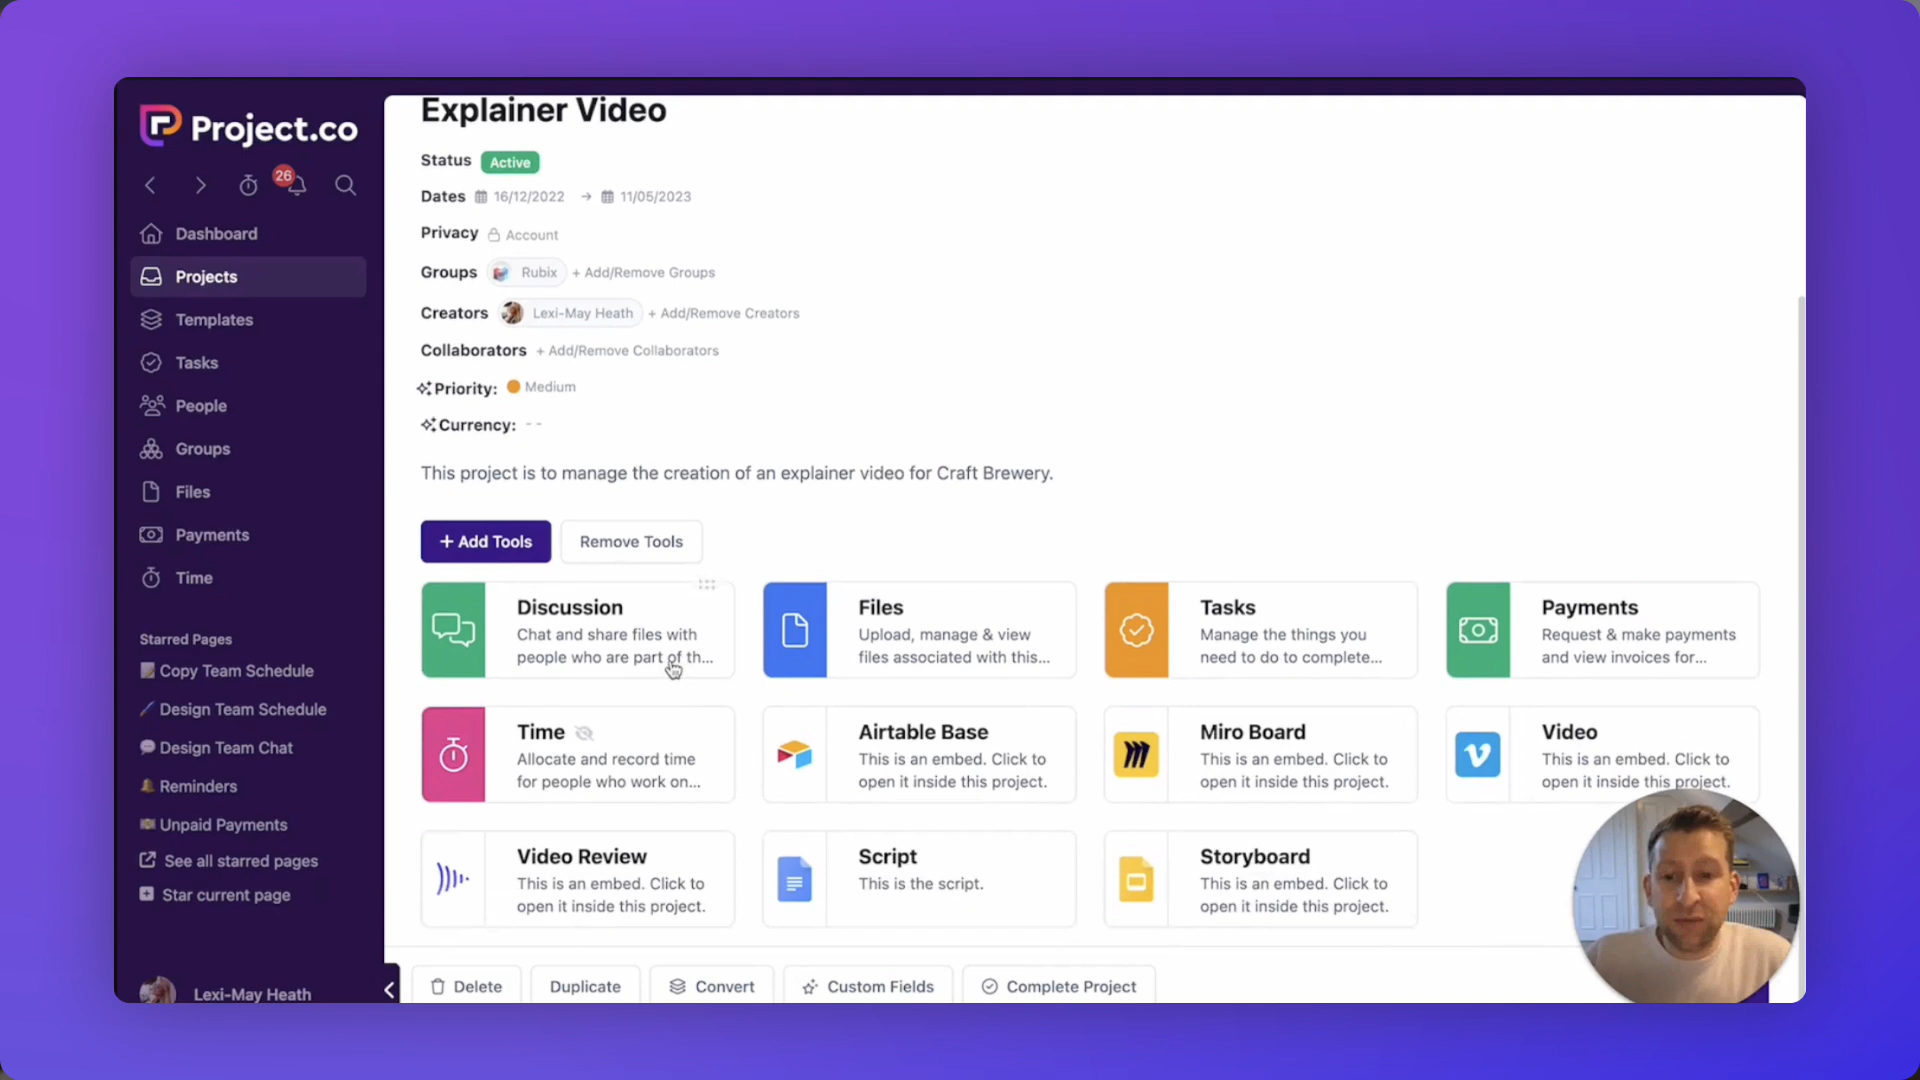 Project.co
26
Dashboard
Projects
Templates
Tasks
People
Groups
Files
Payments
Time
Starred Pages
Copy Team Schedule
Design Team Schedule
Design Team Chat
Reminders
Unpaid Payments
See all starred pages
Star current page
Lexi-May Heath
Explainer Video
Status Active
Dates 16/12/2022 → 11/05/2023
Privacy Account
Groups Rubix + Add/Remove Groups
Creators Lexi-May Heath + Add/Remove Creators
Collaborators + Add/Remove Collaborators
Priority: Medium
Currency: - -
This project is to manage the creation of an explainer video for Craft Brewery.
+ Add Tools Remove Tools
Discussion
Chat and share files with
people who are part of th...
Files
Upload, manage & view
files associated with this...
Tasks
Manage the things you
need to do to complete...
Payments
Request & make payments
and view invoices for...
Time
Allocate and record time
for people who work on...
Airtable Base
This is an embed. Click to
open it inside this project.
Miro Board
This is an embed. Click to
open it inside this project.
Video
This is an embed. Click to
open it inside this project.
Video Review
This is an embed. Click to
open it inside this project.
Script
This is the script.
Storyboard
This is an embed. Click to
open it inside this project.
Delete Duplicate Convert Custom Fields Complete Project